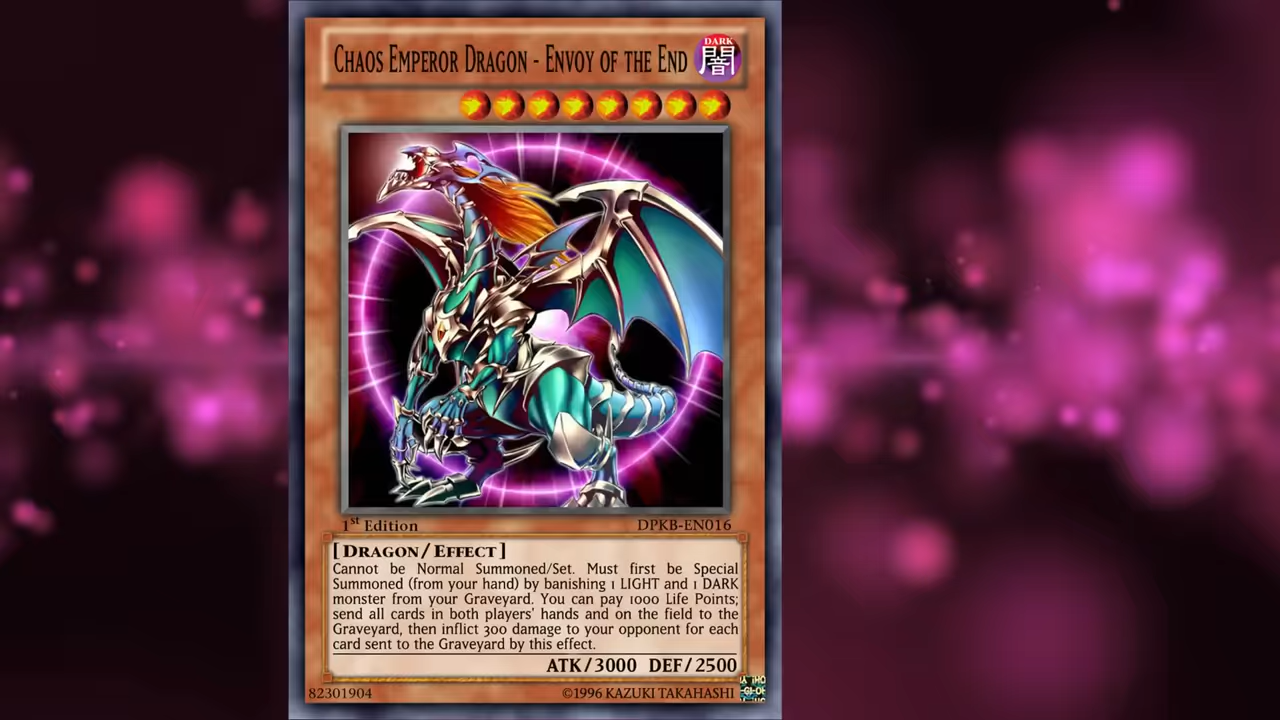 CHAOS EMPEROR DRAGON - ENVOY OF THE END
DARK
闇
1st Edition
DPKB-EN016
[ DRAGON/EFFECT ]
Cannot be Normal Summoned/Set. Must first be Special
Summoned (from your hand) by banishing 1 LIGHT and 1 DARK
monster from your Graveyard. You can pay 1000 Life Points;
send all cards in both players' hands and on the field to the
Graveyard, then inflict 300 damage to your opponent for each
card sent to the Graveyard by this effect.
ATK/3000 DEF/2500
82301904
©1996 KAZUKI TAKAHASHI